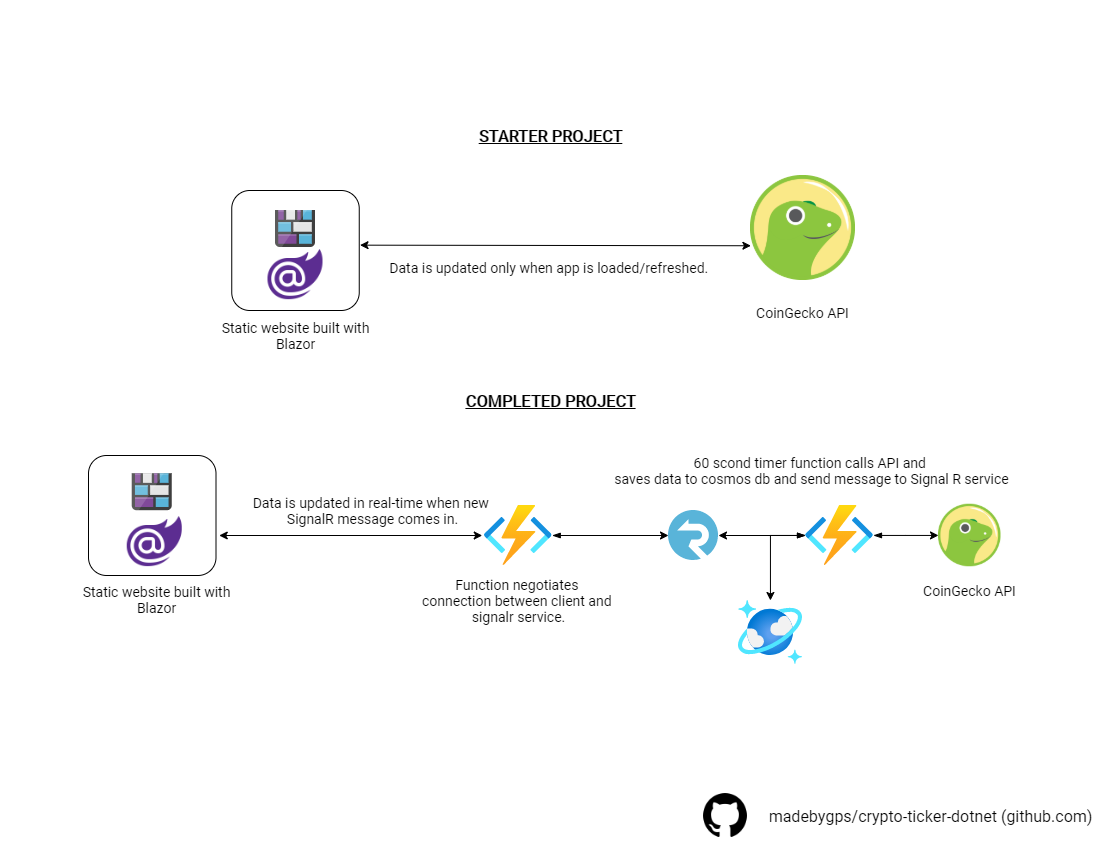 STARTER PROJECT
Data is updated only when app is loaded/refreshed.
CoinGecko API
Static website built with
Blazor
COMPLETED PROJECT
60 scond timer function calls API and
saves data to cosmos db and send message to Signal R service
Data is updated in real-time when new
SignalR message comes in.
Static website built with
Blazor
Function negotiates
connection between client and
signalr service.
CoinGecko API
madebygps/crypto-ticker-dotnet (github.com)